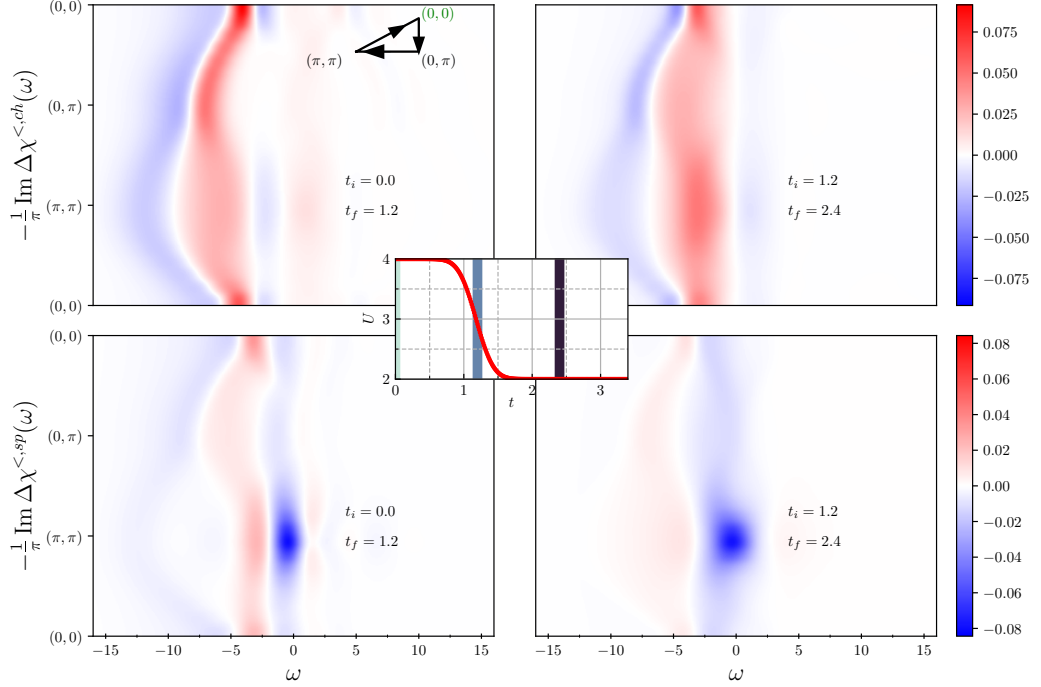 (0, 0)
(0, π)
(π, π)
(0, 0)
−1/π Im Δχ^{<,ch}(ω)
(0, 0)
(π, π)
(0, π)
t_i = 0.0
t_f = 1.2
t_i = 1.2
t_f = 2.4
0.075
0.050
0.025
0.000
−0.025
−0.050
−0.075
4
3
2
U
0
1
2
3
t
(0, 0)
(0, π)
(π, π)
(0, 0)
−1/π Im Δχ^{<,sp}(ω)
t_i = 0.0
t_f = 1.2
t_i = 1.2
t_f = 2.4
0.08
0.06
0.04
0.02
0.00
−0.02
−0.04
−0.06
−0.08
−15 −10 −5 0 5 10 15
ω
−15 −10 −5 0 5 10 15
ω